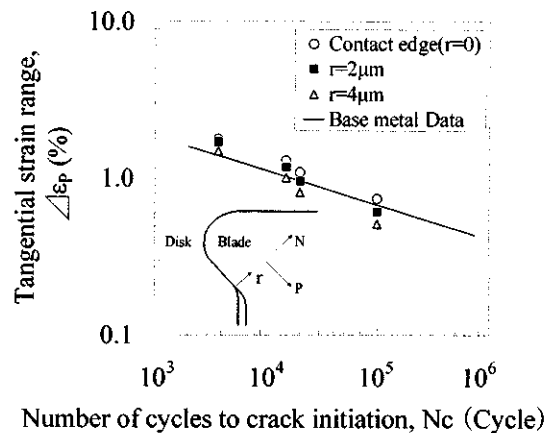 Tangential strain range,
⊿εP (%)
10.0
1.0
0.1
Contact edge(r=0)
r=2μm
r=4μm
Base metal Data
Disk
Blade
N
r
P
10³
10⁴
10⁵
10⁶
Number of cycles to crack initiation, Nc (Cycle)